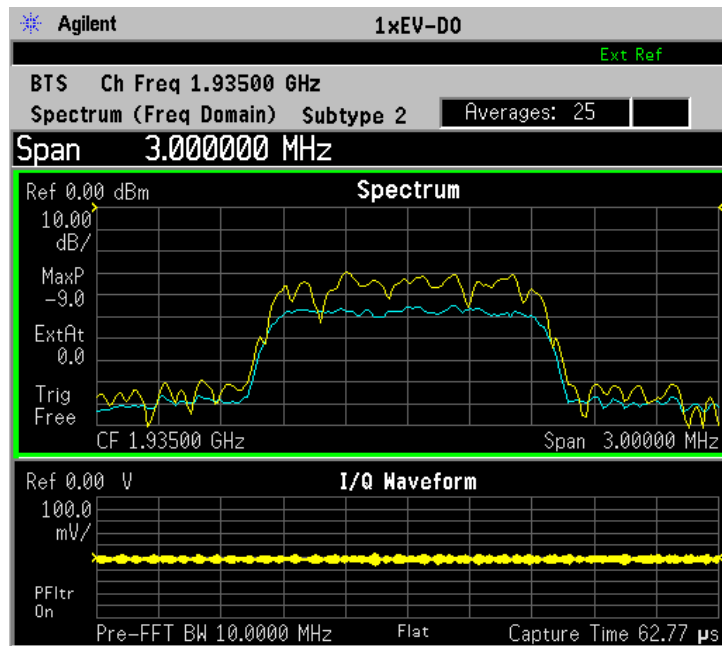 Agilent 1xEV-DO
Ext Ref
BTS Ch Freq 1.93500 GHz
Spectrum (Freq Domain) Subtype 2 Averages: 25
Span 3.000000 MHz
Ref 0.00 dBm Spectrum
10.00
dB/
MaxP
-9.0
ExtAt
0.0
Trig
Free
CF 1.93500 GHz Span 3.00000 MHz
Ref 0.00 V I/Q Waveform
100.0
mV/
PFltr
On
Pre-FFT BW 10.0000 MHz Flat Capture Time 62.77 µs